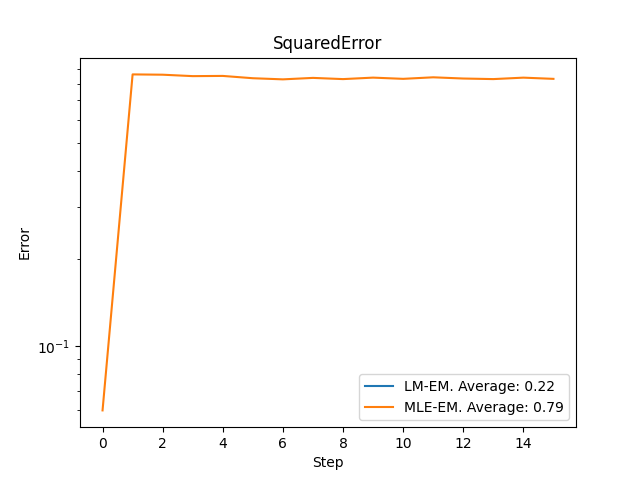 SquaredError
Error
10⁻¹
LM-EM. Average: 0.22
MLE-EM. Average: 0.79
0 2 4 6 8 10 12 14
Step